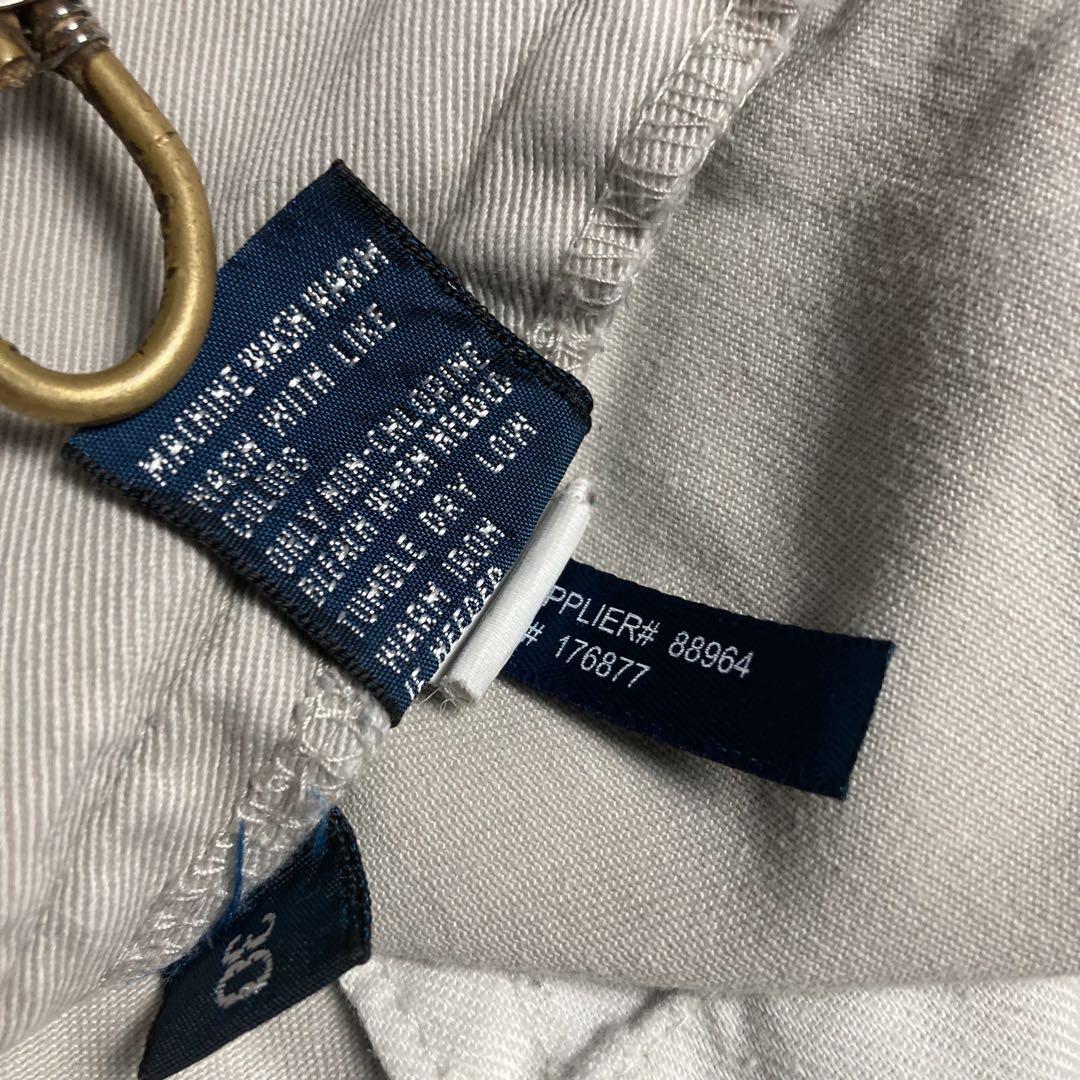 MACHINE WASH WARM
WASH WITH LIKE
COLORS
ONLY NON-CHLORINE
BLEACH WHEN NEEDED
TUMBLE DRY LOW
WARM IRON
PPLIER# 88964
# 176877
30